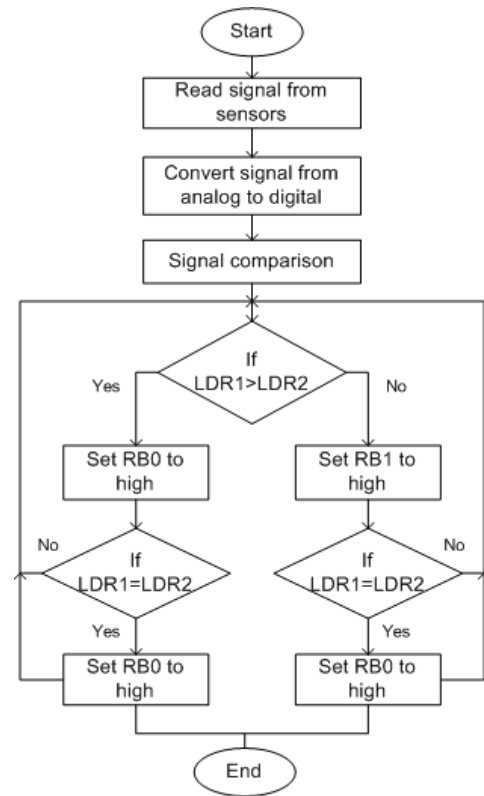 Start
Read signal from
sensors
Convert signal from
analog to digital
Signal comparison
If
LDR1>LDR2
Yes
No
Set RB0 to
high
Set RB1 to
high
No
If
LDR1=LDR2
If
LDR1=LDR2
No
Yes
Yes
Set RB0 to
high
Set RB0 to
high
End